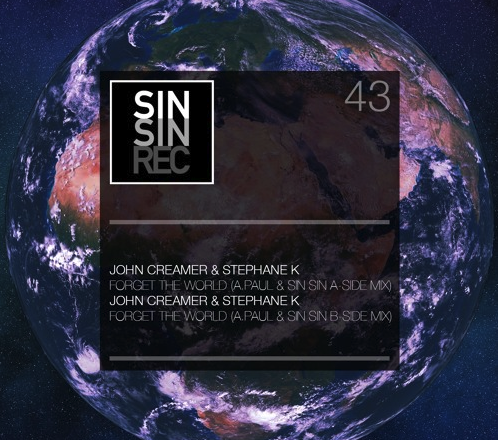 43
SIN
SIN
REC
JOHN CREAMER & STEPHANE K
FORGET THE WORLD (A.PAUL & SIN SIN A-SIDE MIX)
JOHN CREAMER & STEPHANE K
FORGET THE WORLD (A.PAUL & SIN SIN B-SIDE MIX)